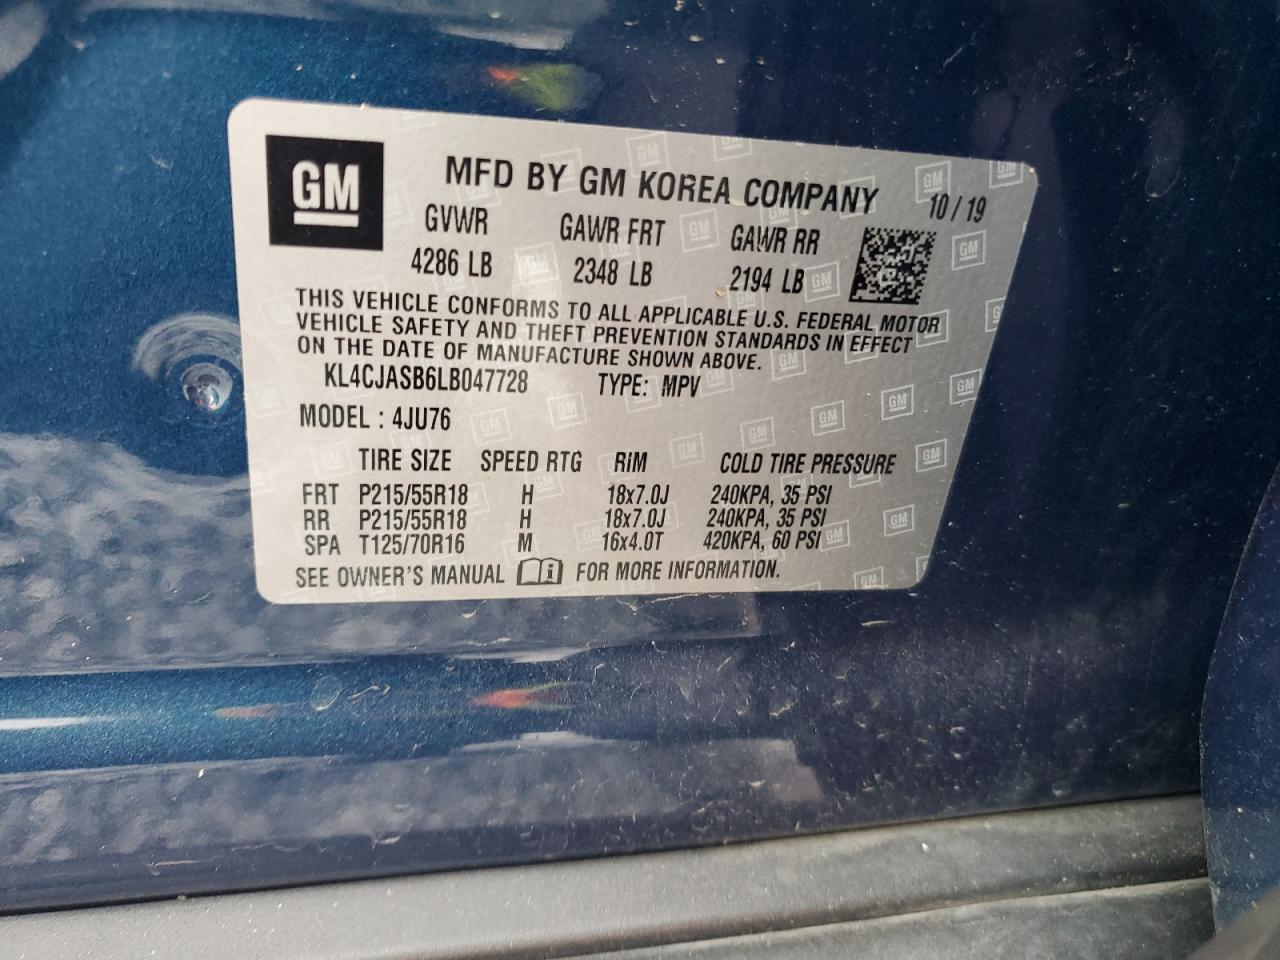 GM
MFD BY GM KOREA COMPANY 10/19
GVWR GAWR FRT GAWR RR
4286 LB 2348 LB 2194 LB
THIS VEHICLE CONFORMS TO ALL APPLICABLE U.S. FEDERAL MOTOR
VEHICLE SAFETY AND THEFT PREVENTION STANDARDS IN EFFECT
ON THE DATE OF MANUFACTURE SHOWN ABOVE.
KL4CJASB6LB047728 TYPE: MPV
MODEL : 4JU76
TIRE SIZE SPEED RTG RiM COLD TIRE PRESSURE
FRT P215/55R18 H 18x7.0J 240KPA, 35 PSI
RR P215/55R18 H 18x7.0J 240KPA, 35 PSI
SPA T125/70R16 M 16x4.0T 420KPA, 60 PSI
SEE OWNER'S MANUAL FOR MORE INFORMATION.